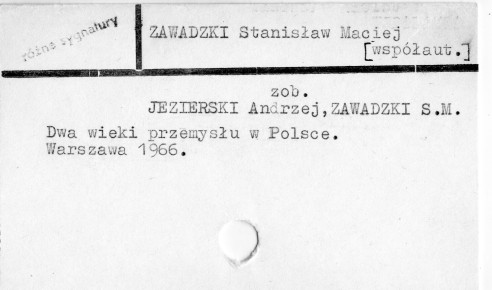 różne sygnatury
ZAWADZKI Stanisław Maciej
[współaut.]
zob.
JEZIERSKI Andrzej,ZAWADZKI S.M.
Dwa wieki przemysłu w Polsce.
Warszawa 1966.